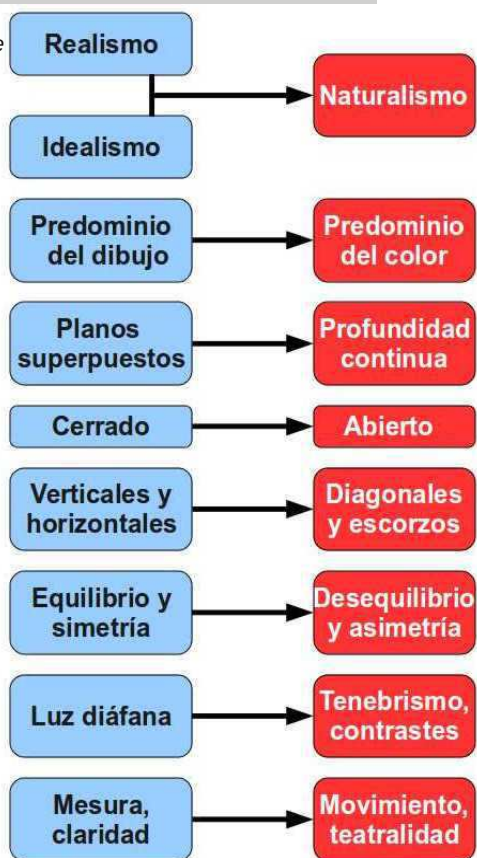 e
Realismo
Idealismo
Naturalismo
Predominio
del dibujo
Predominio
del color
Planos
superpuestos
Profundidad
continua
Cerrado
Abierto
Verticales y
horizontales
Diagonales
y escorzos
Equilibrio y
simetría
Desequilibrio
y asimetría
Luz diáfana
Tenebrismo,
contrastes
Mesura,
claridad
Movimiento,
teatralidad